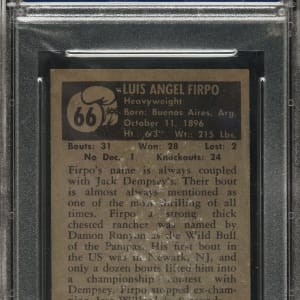 66
LUIS ANGEL FIRPO
Heavyweight
Born: Buenos Aires, Arg.
October 11, 1896
Ht. 6'3" Wt.: 215 Lbs.
Bouts: 31 Won: 28 Lost: 2
No Dec. 1 Knockouts: 24
Firpo's name is always coupled
with Jack Dempsey's. Their bout
is almost always mentioned as
one of the most thrilling of all
times. Firpo a strong thick
chested rancher was named by
Damon Runyan as the Wild Bull
of the Pampas. His first bout in
the US was in Newark, NJ, and
only a dozen bouts lifted him into
a championship contest with
Dempsey. Firpo stopped ex-cham-